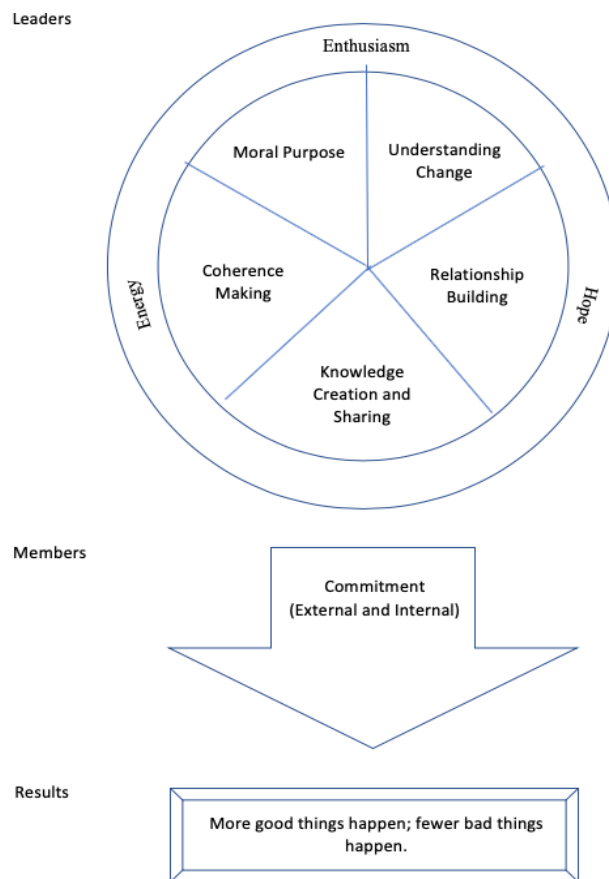 Leaders
Enthusiasm
Moral Purpose
Understanding
Change
Coherence
Making
Relationship
Building
Energy
Hope
Knowledge
Creation and
Sharing
Members
Commitment
(External and Internal)
Results
More good things happen; fewer bad things
happen.